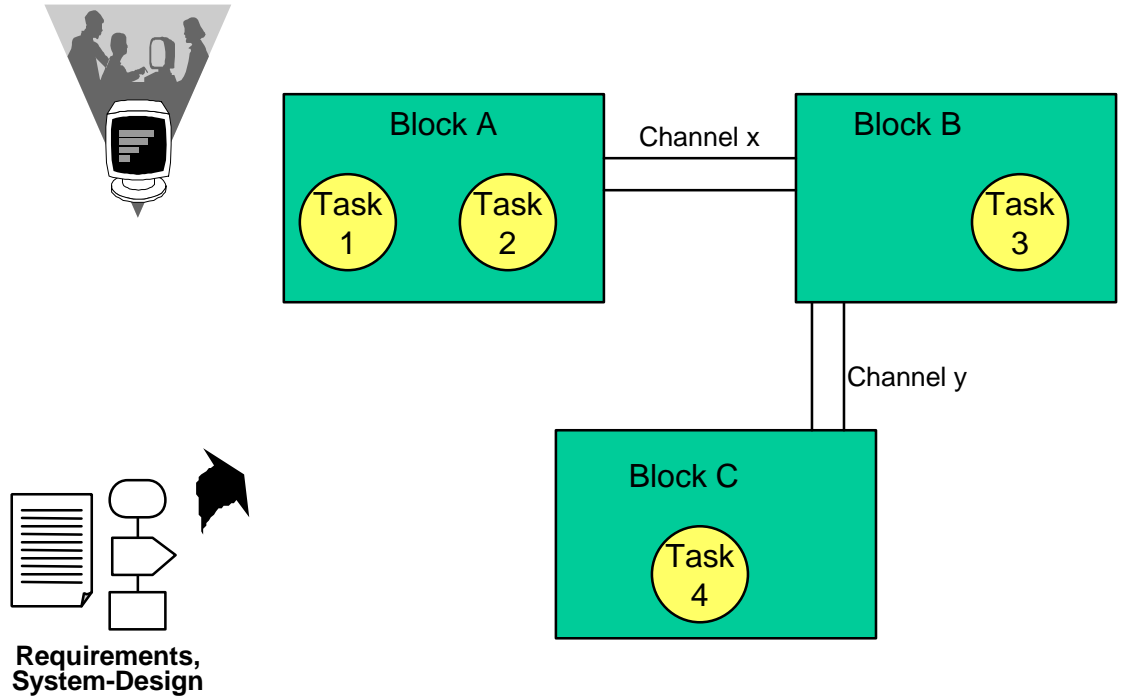 Block A
Channel x
Block B
Task
1
Task
2
Task
3
Channel y
Block C
Task
4
Requirements,
System-Design